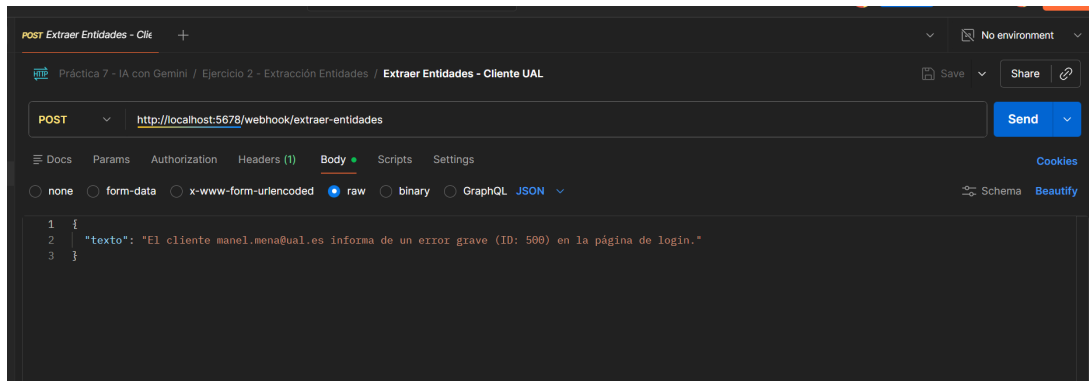 POST Extraer Entidades - Clie
No environment
HTTP Práctica 7 - IA con Gemini / Ejercicio 2 - Extracción Entidades / Extraer Entidades - Cliente UAL
Save
Share
POST
http://localhost:5678/webhook/extraer-entidades
Send
Docs Params Authorization Headers (1) Body Scripts Settings
Cookies
none form-data x-www-form-urlencoded raw binary GraphQL JSON
Schema Beautify
1 {
2 "texto": "El cliente manel.mena@ual.es informa de un error grave (ID: 500) en la página de login."
3 }